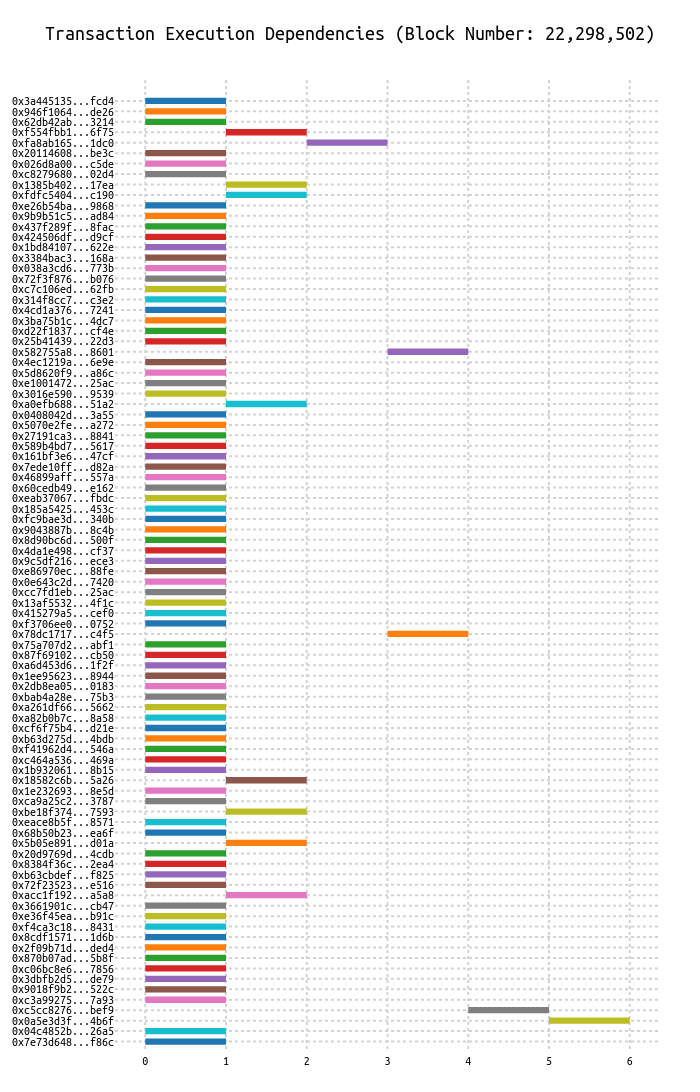 Transaction Execution Dependencies (Block Number: 22,298,502)
0x3a445135...fcd4
0x946f1064...de26
0x62db42ab...3214
0xf554fbb1...6f75
0xfa8ab165...1dc0
0x20114608...be3c
0x026d8a00...c5de
0xc8279680...02d4
0x1385b402...17ea
0xfdfc5404...c190
0xe26b54ba...9868
0x9b9b51c5...ad84
0x437f289f...8fac
0x424506df...d9cf
0x1bd84107...622e
0x3384bac3...168a
0x038a3cd6...773b
0x72f3f876...b076
0xc7c106ed...62fb
0x314f8cc7...c3e2
0x4cd1a376...7241
0x3ba75b1c...4dc7
0xd22f1837...cf4e
0x25b41439...22d3
0x582755a8...8601
0x4ec1219a...6e9e
0x5d8620f9...a86c
0xe1001472...25ac
0x3016e590...9539
0xa0efb688...51a2
0x0408042d...3a55
0x5070e2fe...a272
0x27191ca3...8841
0x589b4bd7...5617
0x161bf3e6...47cf
0x7ede10ff...d82a
0x46899aff...557a
0x60cedb49...e162
0xeab37067...fbdc
0x185a5425...453c
0xfc9bae3d...340b
0x9043887b...8c4b
0x8d90bc6d...500f
0x4da1e498...cf37
0x9c5df216...ece3
0xe86970ec...88fe
0x0e643c2d...7420
0xcc7fd1eb...25ac
0x13af5532...4f1c
0x415279a5...cef0
0xf3706ee0...0752
0x78dc1717...c4f5
0x75a707d2...abf1
0x87f69102...cb50
0xa6d453d6...1f2f
0x1ee95623...8944
0x2db8ea05...0183
0xbab4a28e...75b3
0xa261df66...5662
0xa82b0b7c...8a58
0xcf6f75b4...d21e
0xb63d275d...4bdb
0xf41962d4...546a
0xc464a536...469a
0x1b932061...8b15
0x18582c6b...5a26
0x1e232693...8e5d
0xca9a25c2...3787
0xbe18f374...7593
0xeace8b5f...8571
0x68b50b23...ea6f
0x5b05e891...d01a
0x20d9769d...4cdb
0x8384f36c...2ea4
0xb63cbdef...f825
0x72f23523...e516
0xacc1f192...a5a8
0x3661901c...cb47
0xe36f45ea...b91c
0xf4ca3c18...8431
0x8cdf1571...1d6b
0x2f09b71d...ded4
0x870b07ad...5b8f
0xc06bc8e6...7856
0x3dbfb2d5...de79
0x9018f9b2...522c
0xc3a99275...7a93
0xc5cc8276...bef9
0x0a5e3d3f...4b6f
0x04c4852b...26a5
0x7e73d648...f86c
0 1 2 3 4 5 6